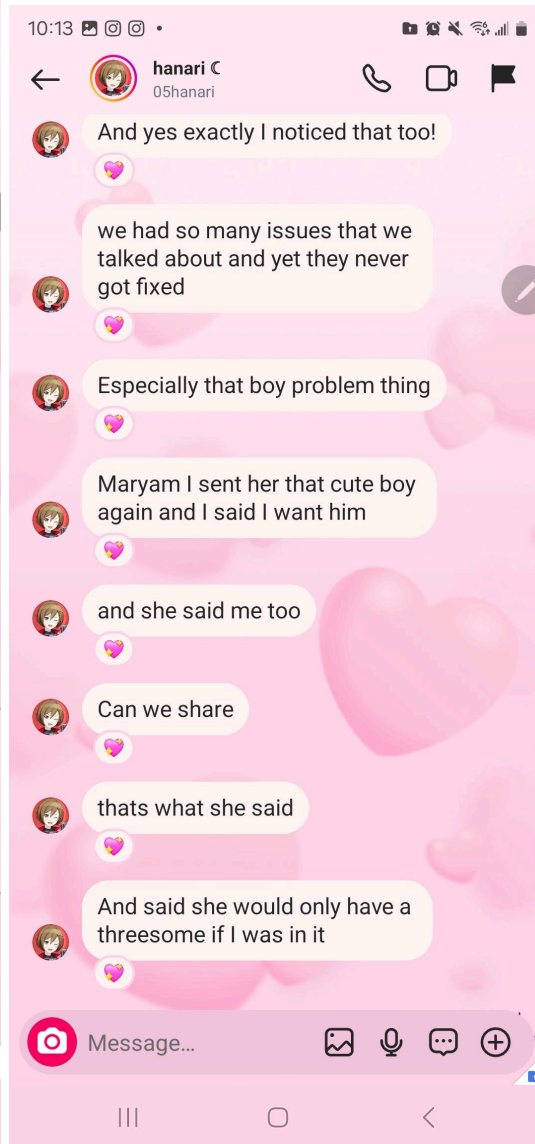 10:13
hanari ☾
05hanari
And yes exactly I noticed that too!
we had so many issues that we
talked about and yet they never
got fixed
Especially that boy problem thing
Maryam I sent her that cute boy
again and I said I want him
and she said me too
Can we share
thats what she said
And said she would only have a
threesome if I was in it
Message...